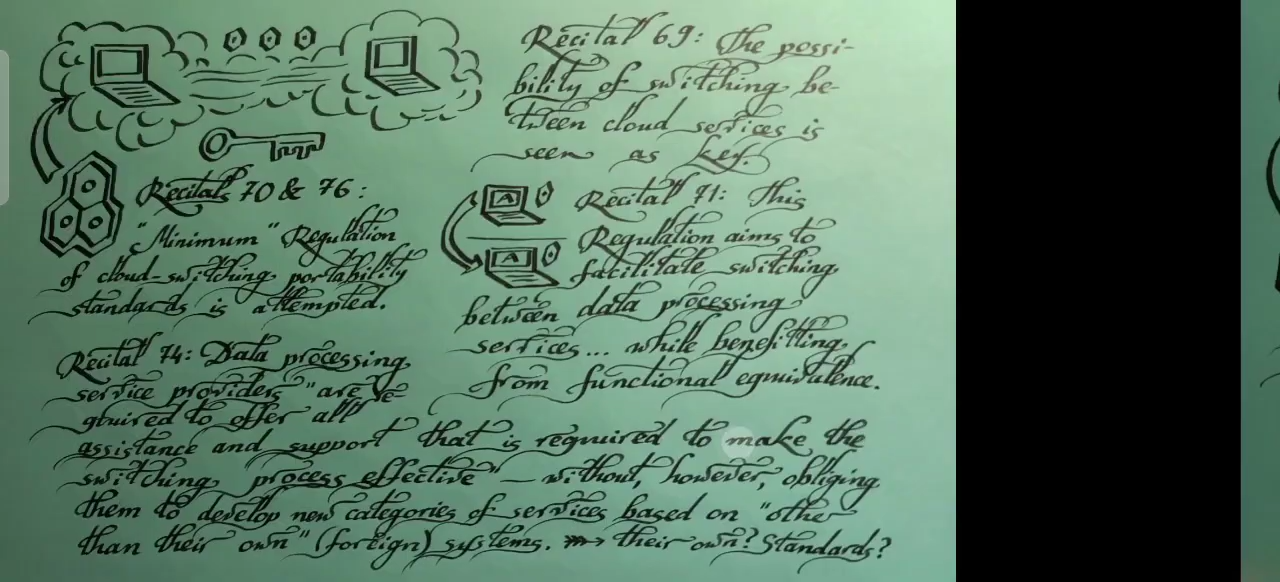 Recital 69: The possi-
bility of switching be-
tween cloud services is
seen as key.
Recitals 70 & 76:
"Minimum" Regulation
of cloud-switching portability
standards is attempted.
A
A
Recital 71: This
Regulation aims to
facilitate switching
between data processing
services... while benefitting
from functional equivalence.
Recital 74: Data processing
service providers "are re-
quired to offer all
assistance and support that is required to make the
switching process effective" – without, however, obliging
them to develop new categories of services based on "other
than their own" (foreign) systems. → their own? Standards?